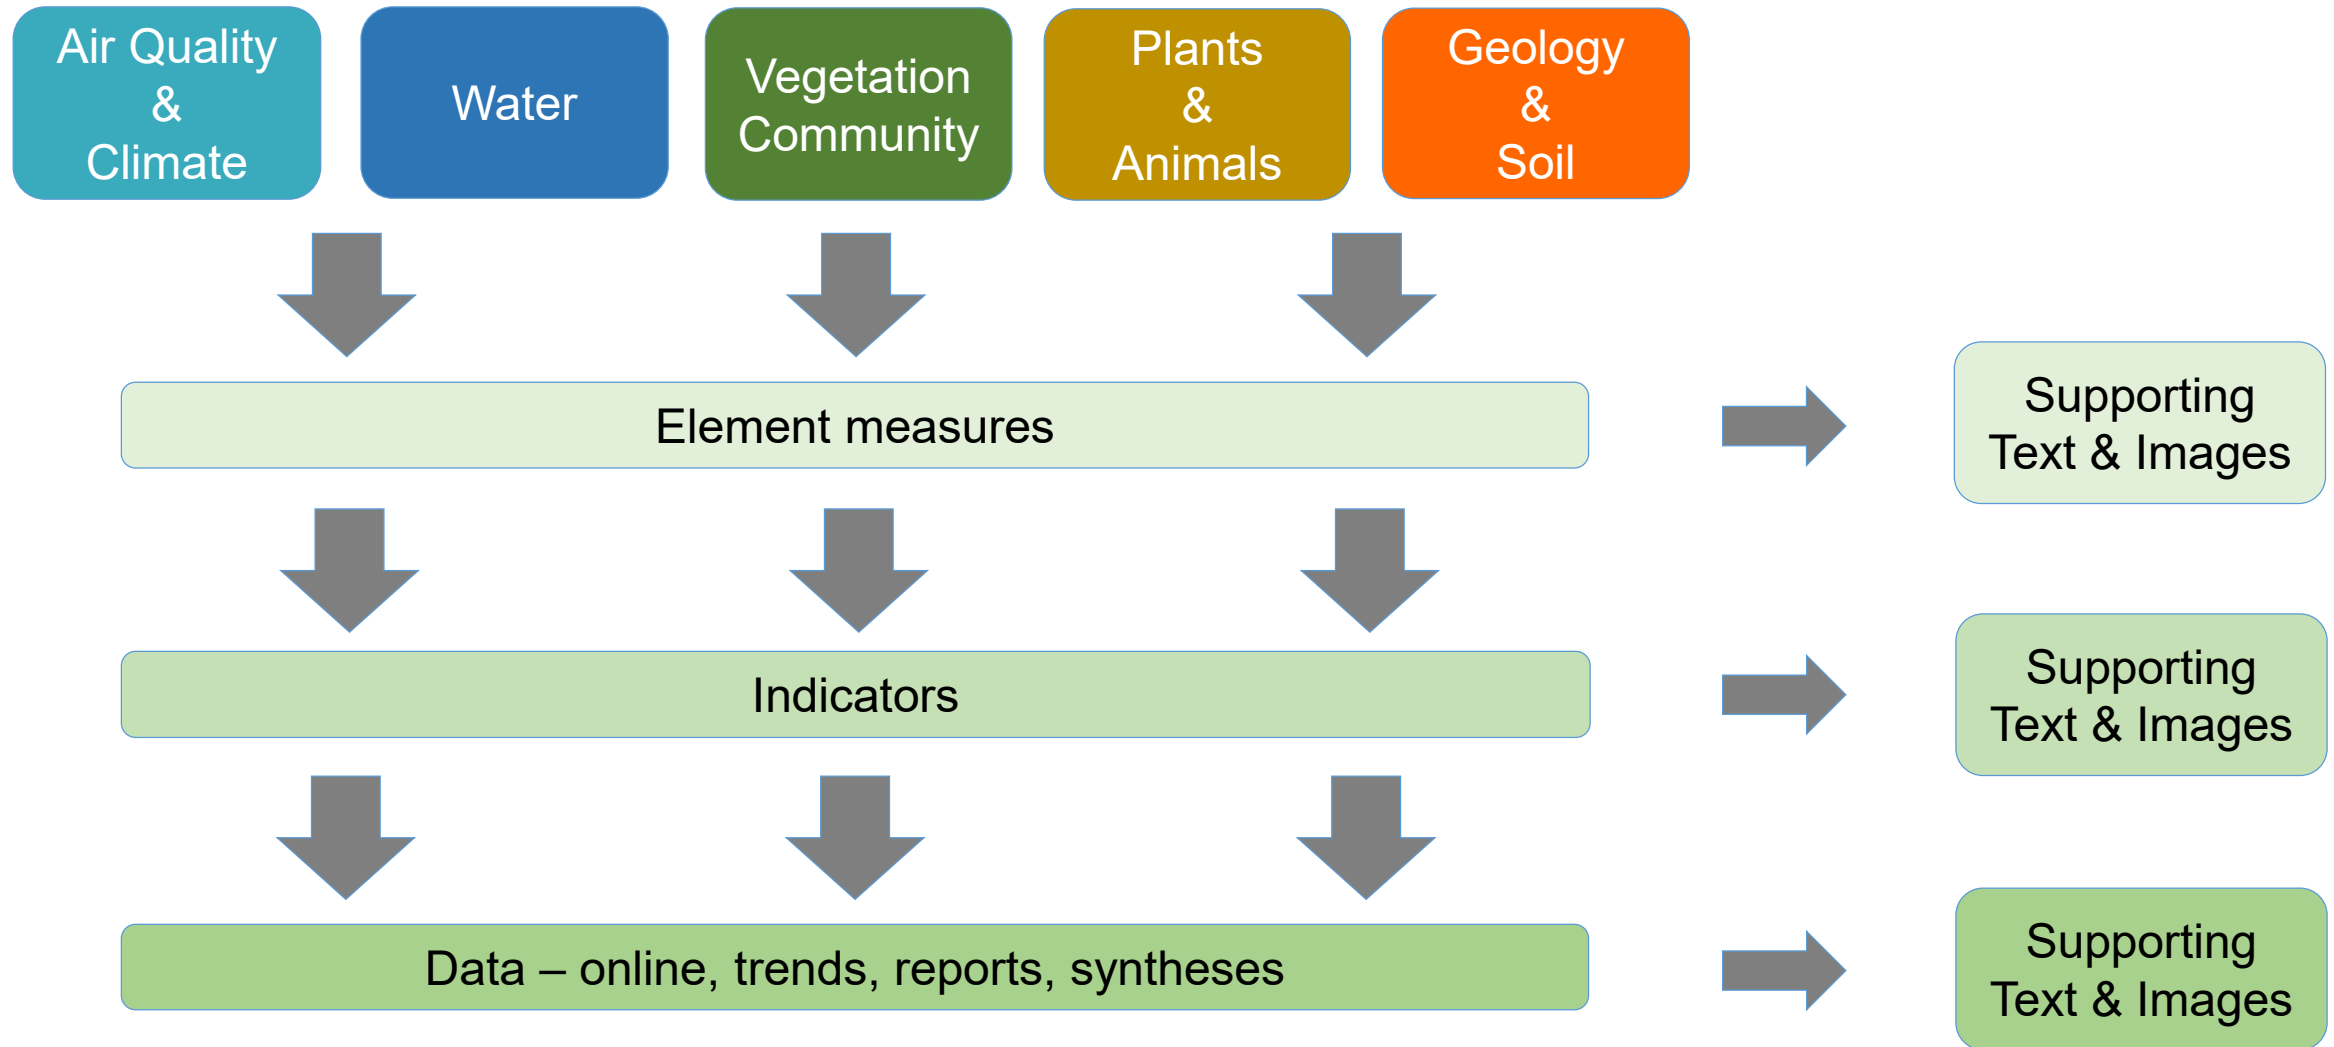 Air Quality
&
Climate
Water
Vegetation
Community
Plants
&
Animals
Geology
&
Soil
Element measures
Supporting
Text & Images
Indicators
Supporting
Text & Images
Data – online, trends, reports, syntheses
Supporting
Text & Images